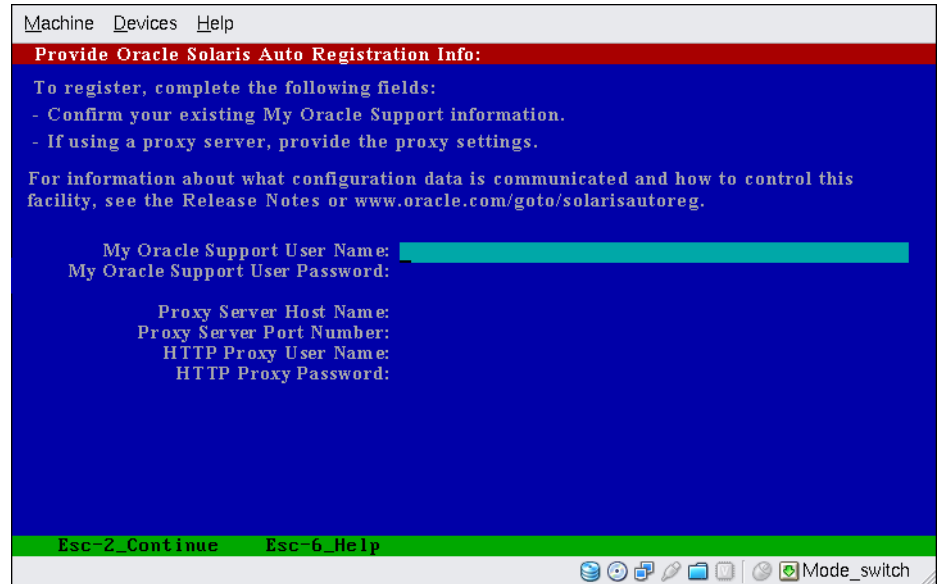 Machine Devices Help
Provide Oracle Solaris Auto Registration Info:
To register, complete the following fields:
- Confirm your existing My Oracle Support information.
- If using a proxy server, provide the proxy settings.
For information about what configuration data is communicated and how to control this
facility, see the Release Notes or www.oracle.com/goto/solarisautoreg.
My Oracle Support User Name:
My Oracle Support User Password:
Proxy Server Host Name:
Proxy Server Port Number:
HTTP Proxy User Name:
HTTP Proxy Password:
Esc-2_Continue Esc-6_Help
Mode_switch